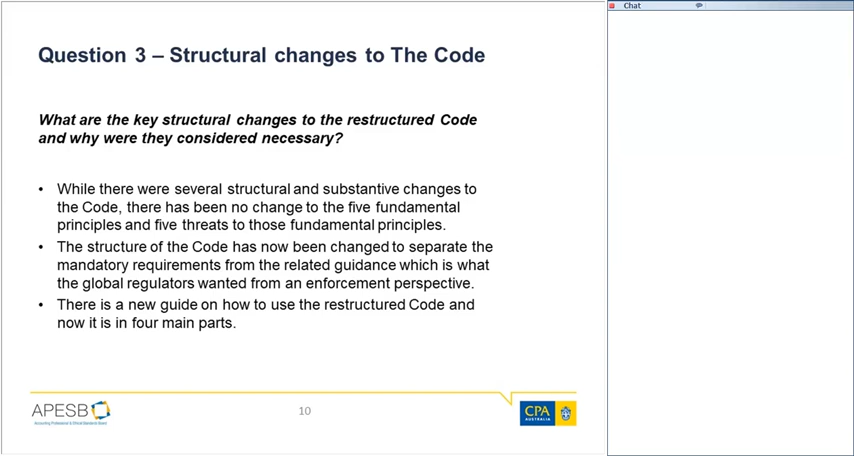 Chat
Question 3 – Structural changes to The Code
What are the key structural changes to the restructured Code
and why were they considered necessary?
• While there were several structural and substantive changes to
the Code, there has been no change to the five fundamental
principles and five threats to those fundamental principles.
• The structure of the Code has now been changed to separate the
mandatory requirements from the related guidance which is what
the global regulators wanted from an enforcement perspective.
• There is a new guide on how to use the restructured Code and
now it is in four main parts.
APESB
Accounting Professional & Ethical Standards Board
10
CPA
AUSTRALIA